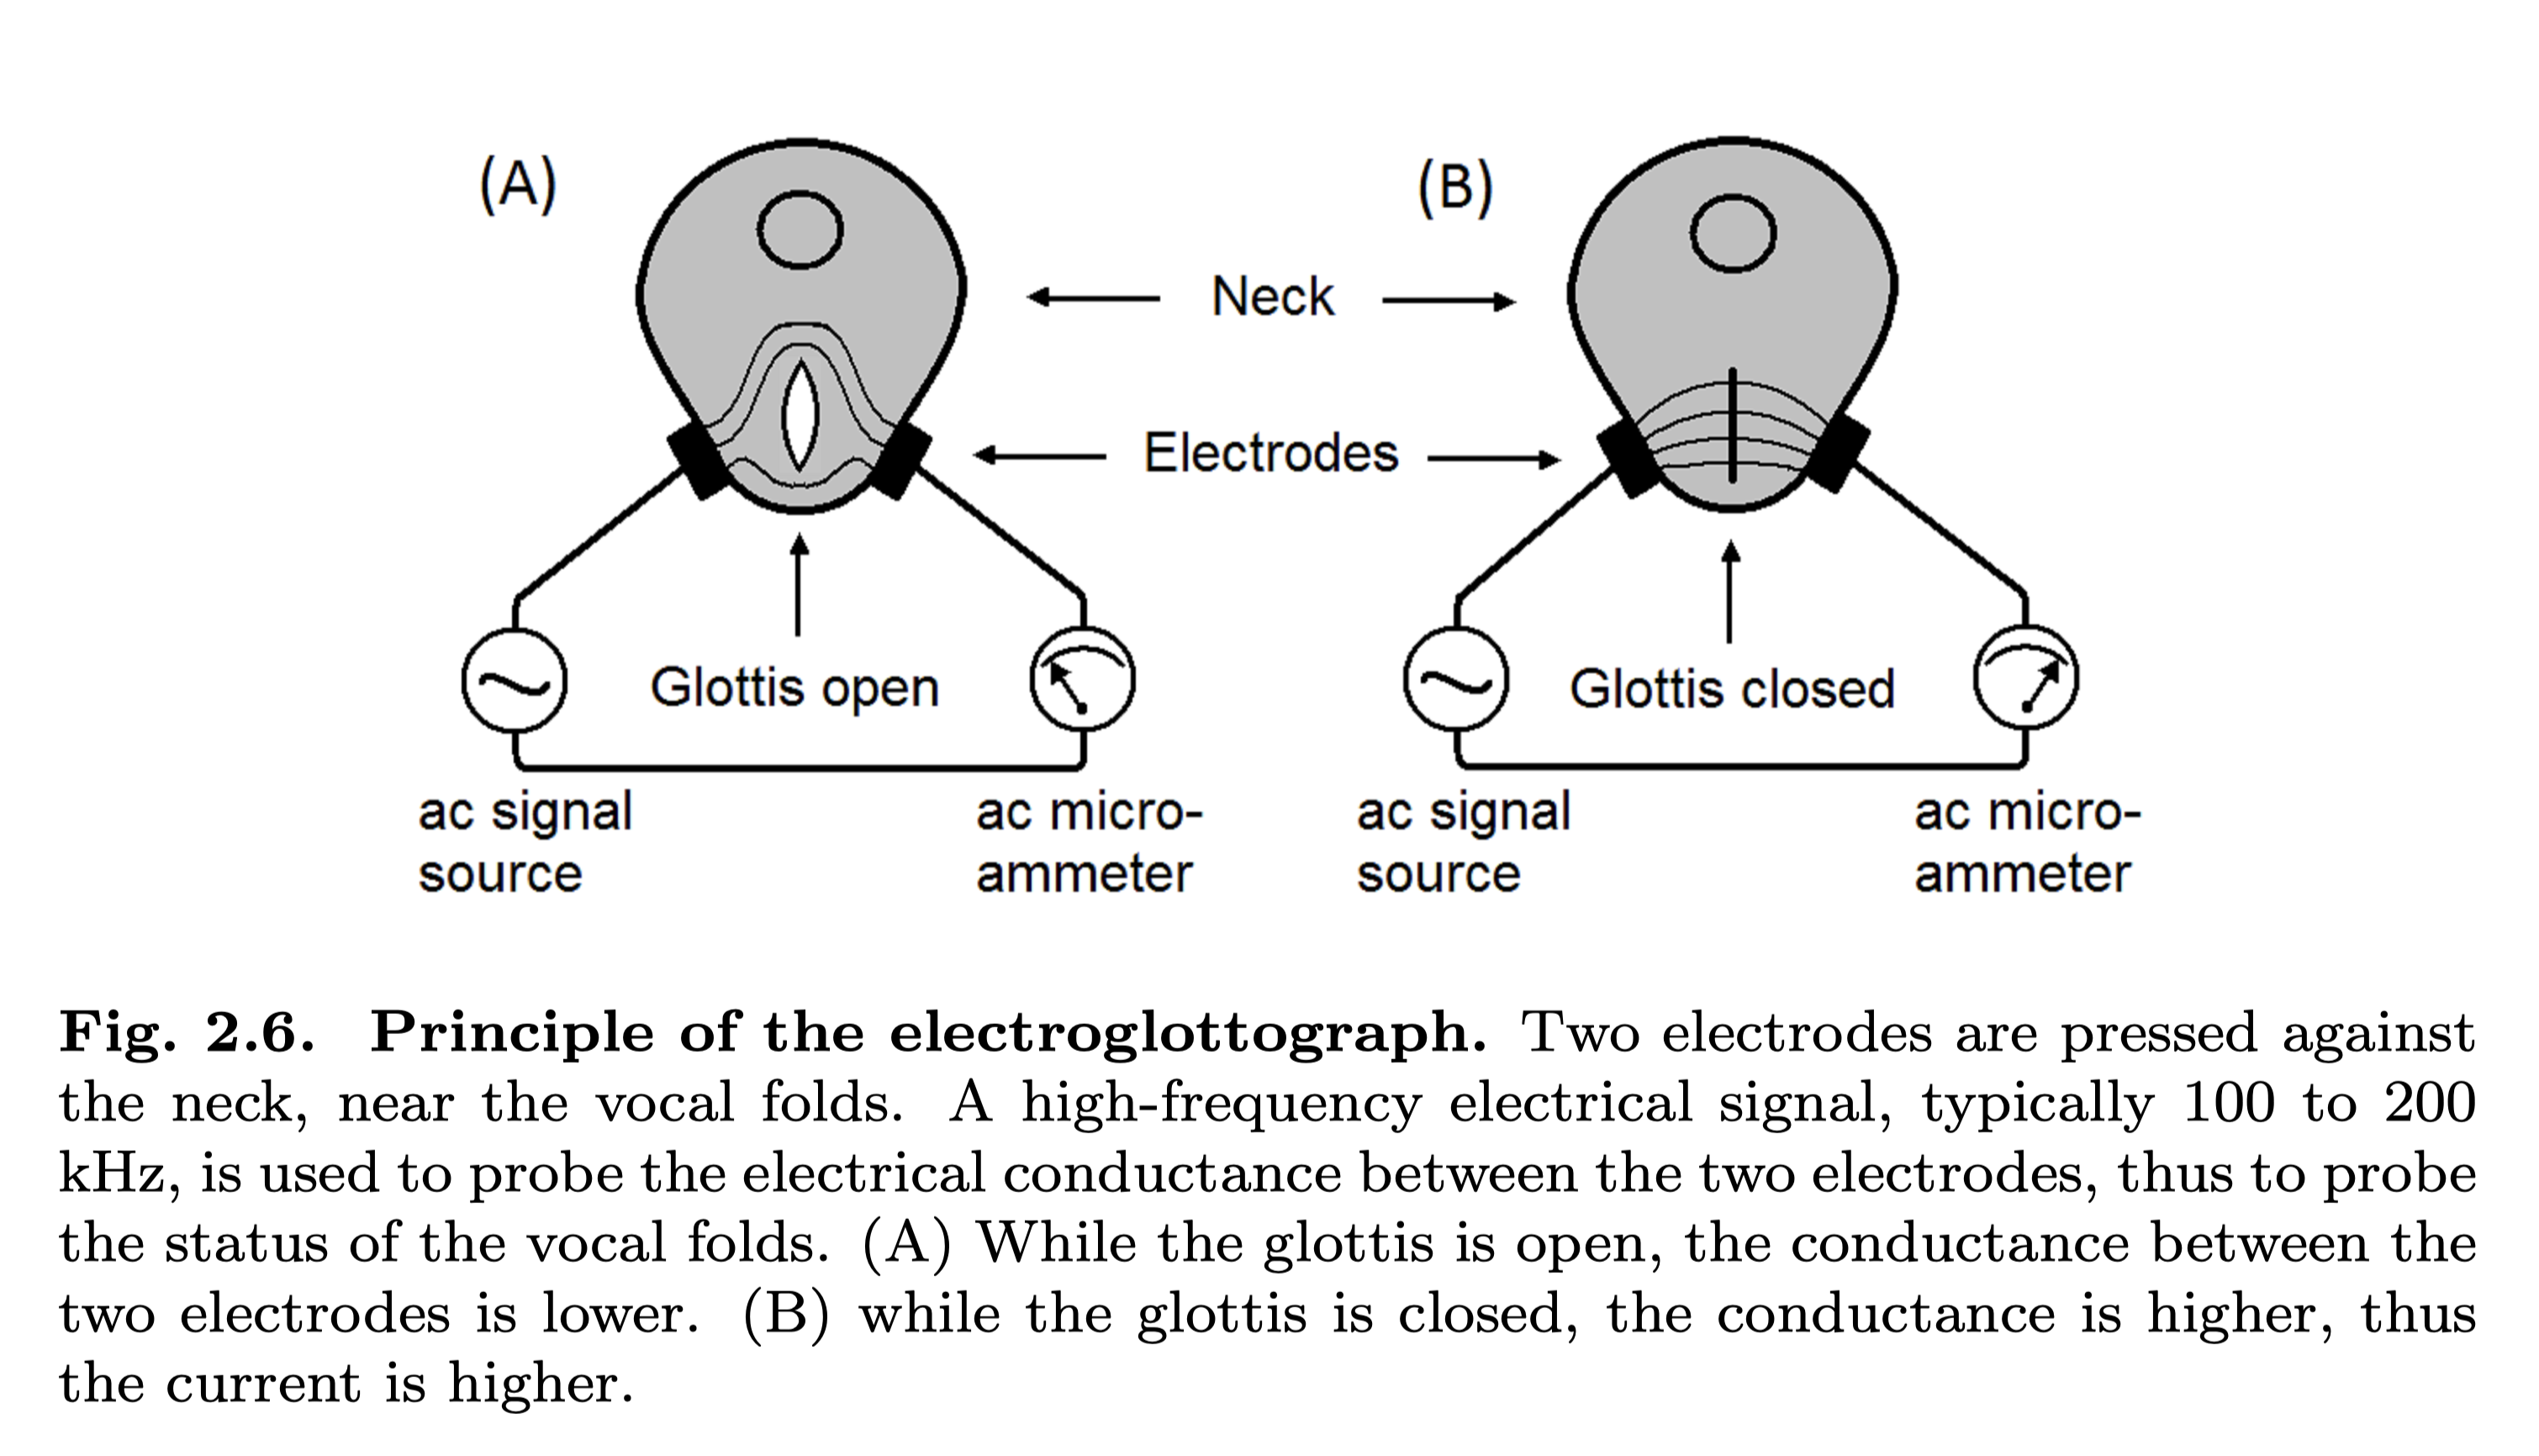 (A)
(B)
Neck
Electrodes
Glottis open
Glottis closed
ac signal
source
ac micro-
ammeter
ac signal
source
ac micro-
ammeter
Fig. 2.6. Principle of the electroglottograph. Two electrodes are pressed against
the neck, near the vocal folds. A high-frequency electrical signal, typically 100 to 200
kHz, is used to probe the electrical conductance between the two electrodes, thus to probe
the status of the vocal folds. (A) While the glottis is open, the conductance between the
two electrodes is lower. (B) while the glottis is closed, the conductance is higher, thus
the current is higher.